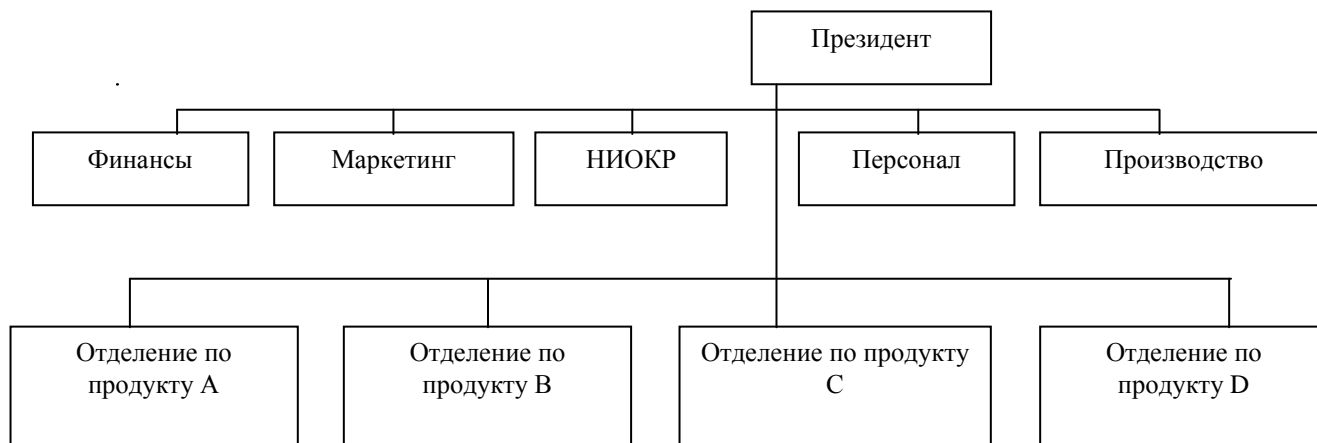 Президент
Финансы
Маркетинг
НИОКР
Персонал
Производство
Отделение по
продукту A
Отделение по
продукту B
Отделение по продукту
C
Отделение по
продукту D